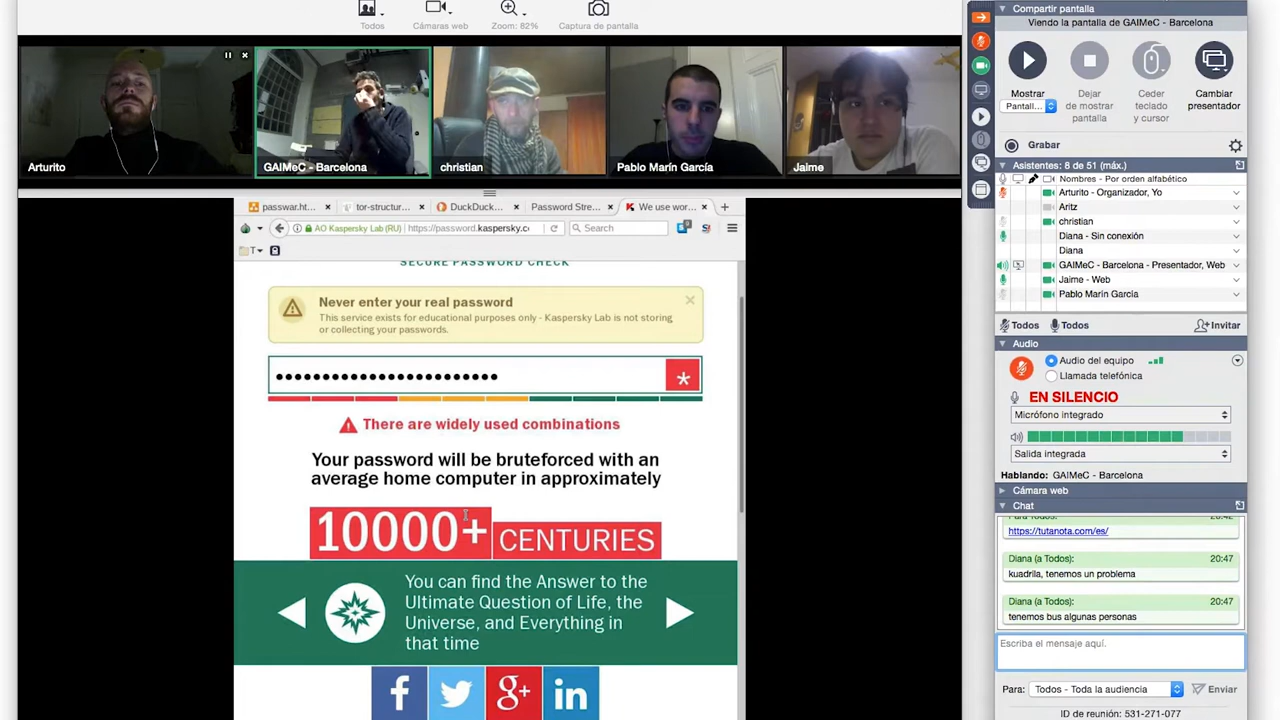 Todos
Cámaras web
Zoom: 82%
Captura de pantalla
Arturito
GAIMeC - Barcelona
christian
Pablo Marín García
Jaime
passwar.ht...
tor-structur...
DuckDuck...
Password Stre...
We use wor...
AO Kaspersky Lab (RU)
https://password.kaspersky.cc
Search
T
SECURE PASSWORD CHECK
Never enter your real password
This service exists for educational purposes only - Kaspersky Lab is not storing
or collecting your passwords.
There are widely used combinations
Your password will be bruteforced with an
average home computer in approximately
10000+ CENTURIES
You can find the Answer to the
Ultimate Question of Life, the
Universe, and Everything in
that time
Compartir pantalla
Viendo la pantalla de GAIMeC - Barcelona
Mostrar
Pantall...
Dejar
de mostrar
pantalla
Ceder
teclado
y cursor
Cambiar
presentador
Grabar
Asistentes: 8 de 51 (máx.)
Nombres - Por orden alfabético
Arturito - Organizador, Yo
Aritz
christian
Diana - Sin conexión
Diana
GAIMeC - Barcelona - Presentador, Web
Jaime - Web
Pablo Marín García
Todos
Todos
Invitar
Audio
Audio del equipo
Llamada telefónica
EN SILENCIO
Micrófono integrado
Salida integrada
Hablando: GAIMeC - Barcelona
Cámara web
Chat
https://tutanota.com/es/
Diana (a Todos): 20:47
kuadrila, tenemos un problema
Diana (a Todos): 20:47
tenemos bus algunas personas
Escriba el mensaje aquí.
Para: Todos - Toda la audiencia
Enviar
ID de reunión: 531-271-077